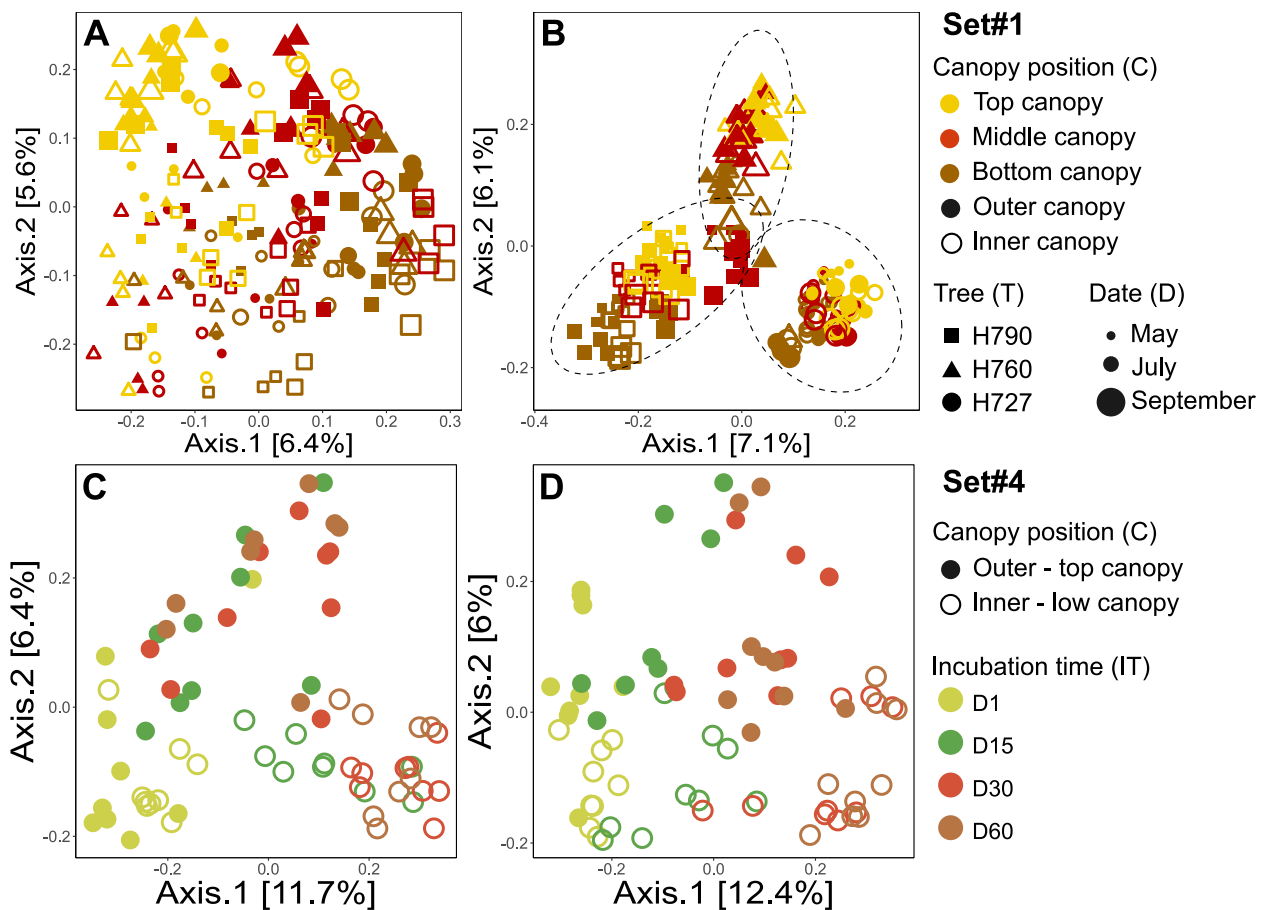 A
B
Set#1
Canopy position (C)
Top canopy
Middle canopy
Bottom canopy
Outer canopy
Inner canopy
Tree (T)
Date (D)
H790
May
H760
July
H727
September
Axis.2 [5.6%]
0.2
0.1
0.0
-0.1
-0.2
-0.2
-0.1
0.0
0.1
0.2
0.3
Axis.1 [6.4%]
Axis.2 [6.1%]
0.2
0.0
-0.2
-0.4
-0.2
0.0
0.2
Axis.1 [7.1%]
C
D
Set#4
Canopy position (C)
Outer - top canopy
Inner - low canopy
Incubation time (IT)
D1
D15
D30
D60
Axis.2 [6.4%]
0.2
0.0
-0.2
-0.2
0.0
0.2
Axis.1 [11.7%]
Axis.2 [6%]
0.2
0.0
-0.2
-0.2
0.0
0.2
Axis.1 [12.4%]